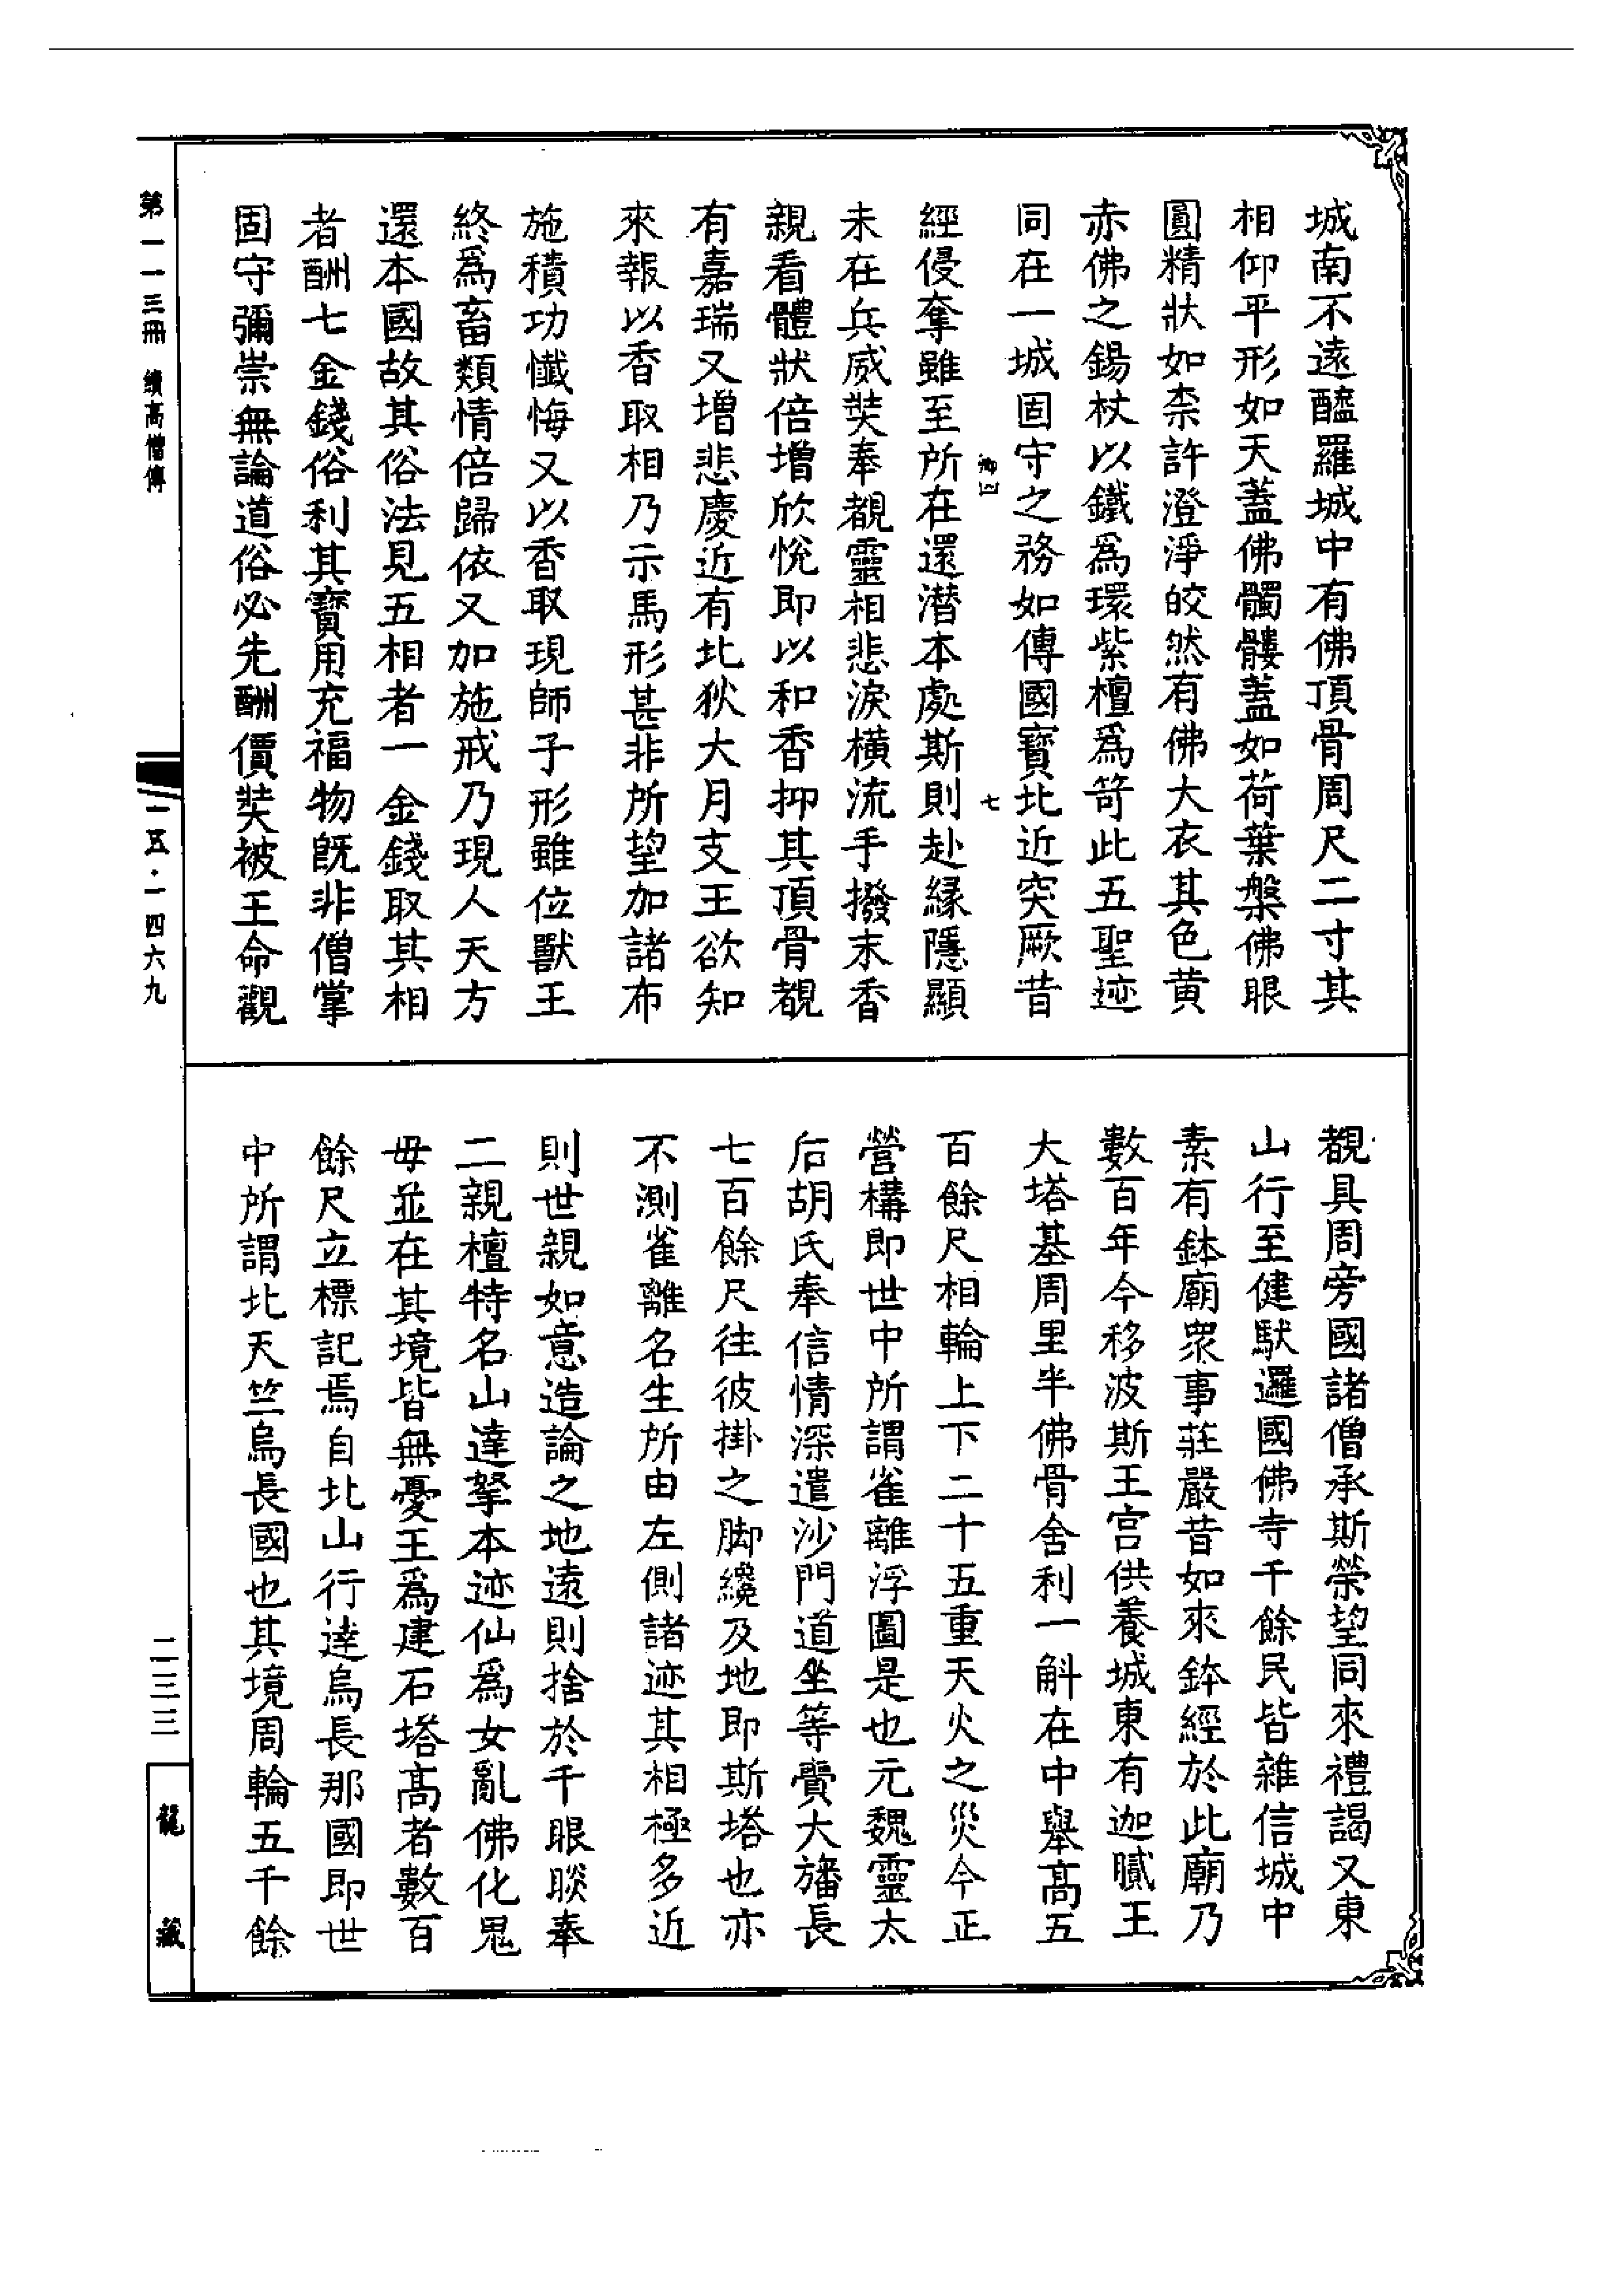 城南不遠醯羅城中有佛頂骨周尺二寸其
相仰平形如天蓋佛髑髏蓋如荷葉槃佛眼
圓精狀如柰許澄淨皎然有佛大衣其色黄
赤佛之錫杖以鐵爲環紫檀爲笴此五聖迹
同在一城固守之務如傳國寳北近突厥昔
經侵奪雖至所在還潛本處斯則赴縁隱顯
未在兵威奘奉覩靈相悲淚横流手撥末香
親看體狀倍增欣悅即以和香抑其頂骨覩
有嘉瑞又增悲慶近有北狄大月支王欲知
來報以香取相乃示馬形甚非所望加諸布
施積功懺悔又以香取現師子形雖位獸王
終爲畜類情倍歸依又加施戒乃現人天方
還本國故其俗法見五相者一金錢取其相
者酬七金錢俗利其寳用充福物既非僧掌
固守彌崇無論道俗必先酬價奘被王命觀
七
覩具周旁國諸僧承斯榮望同來禮謁又東
山行至健馱邏國佛寺千餘民皆雜信城中
素有鉢廟衆事莊嚴昔如來鉢經於此廟乃
數百年今移波斯王宫供養城東有迦膩王
大塔基周里半佛骨舍利一斛在中舉髙五
百餘尺相輪上下二十五重天火之災今正
營構即世中所謂雀離浮圖是也元魏靈太
后胡氏奉信情深遣沙門道坐等賫大旛長
七百餘尺往彼掛之脚纔及地即斯塔也亦
不測雀離名生所由左側諸迹其相極多近
則世親如意造論之地遠則捨於千眼睒奉
二親檀特名山達拏本迹仙爲女亂佛化鬼
母並在其境皆無憂王爲建石塔髙者數百
餘尺立標記焉自北山行達烏長那國即世
中所謂北天竺烏長國也其境周輪五千餘
第一一三冊 續高僧傳
一五·一四六九
二三三
龍藏